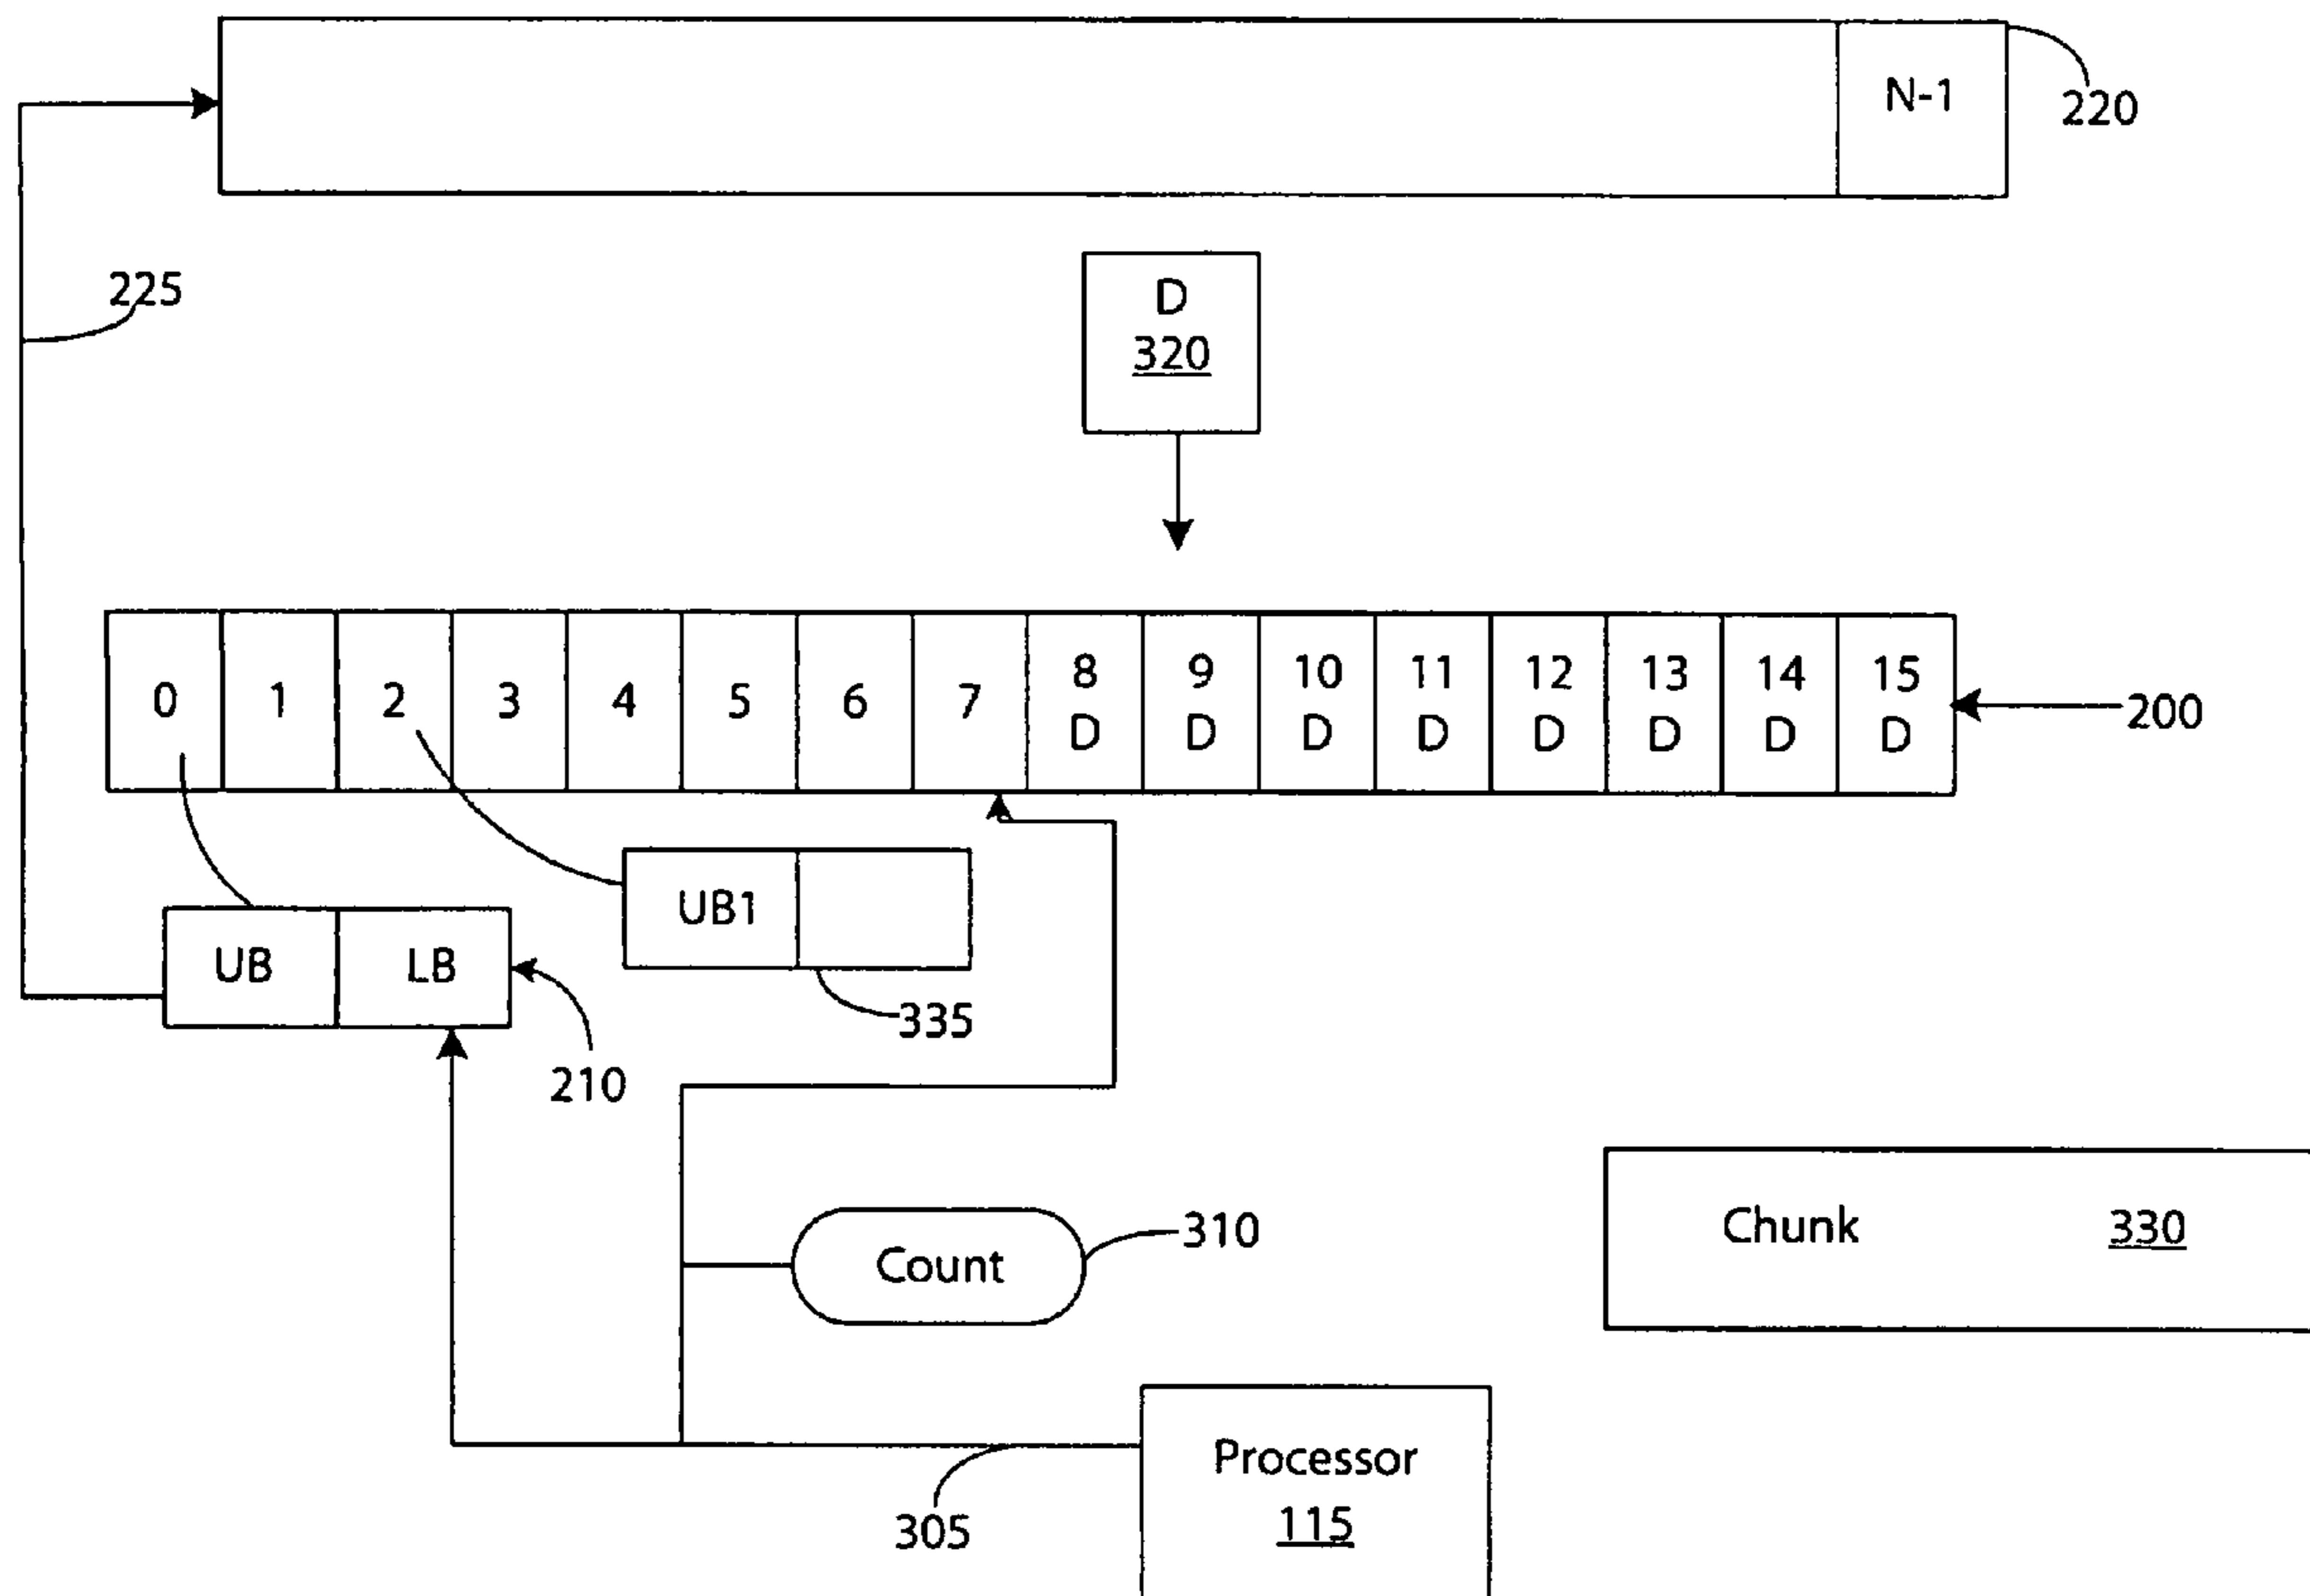 N-1
220
225
D
320
0 1 2 3 4 5 6 7 8 9 10 11 12 13 14 15
D D D D D D D D
200
UB1
UB LB
335
210
310
Chunk 330
Count
Processor
305
115